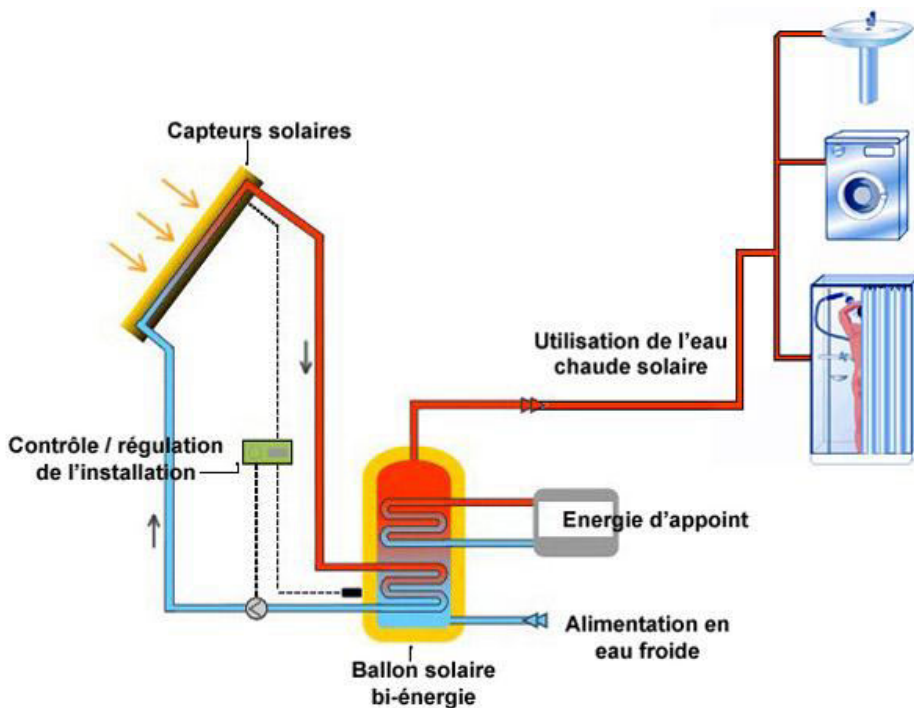 Capteurs solaires
Utilisation de l'eau
chaude solaire
Contrôle / régulation
de l'installation
Energie d'appoint
Alimentation en
eau froide
Ballon solaire
bi-énergie